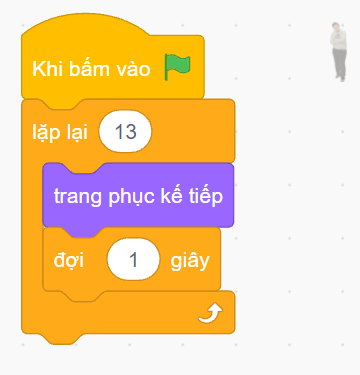 Khi bấm vào
lặp lại 13
trang phục kế tiếp
đợi 1 giây